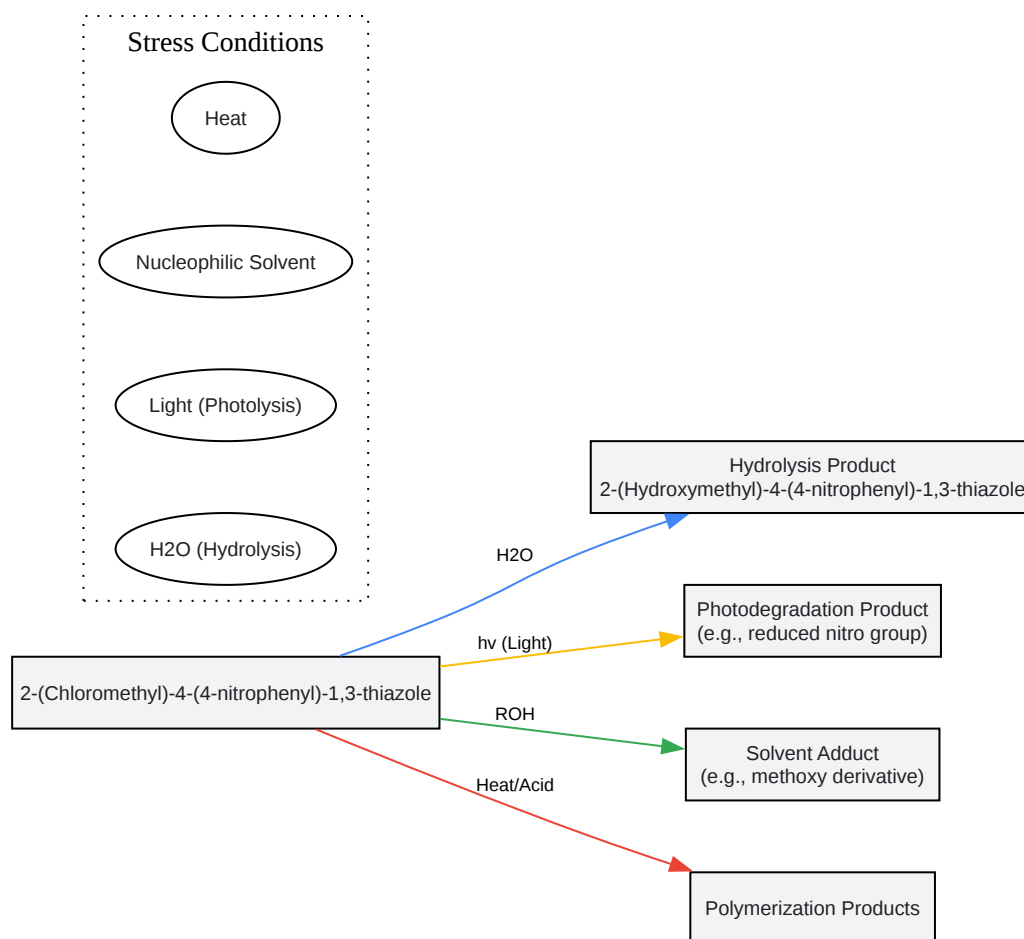 Stress Conditions
Heat
Nucleophilic Solvent
Light (Photolysis)
H2O (Hydrolysis)
Hydrolysis Product
2-(Hydroxymethyl)-4-(4-nitrophenyl)-1,3-thiazole
H2O
Photodegradation Product
(e.g., reduced nitro group)
hv (Light)
2-(Chloromethyl)-4-(4-nitrophenyl)-1,3-thiazole
ROH
Solvent Adduct
(e.g., methoxy derivative)
Heat/Acid
Polymerization Products